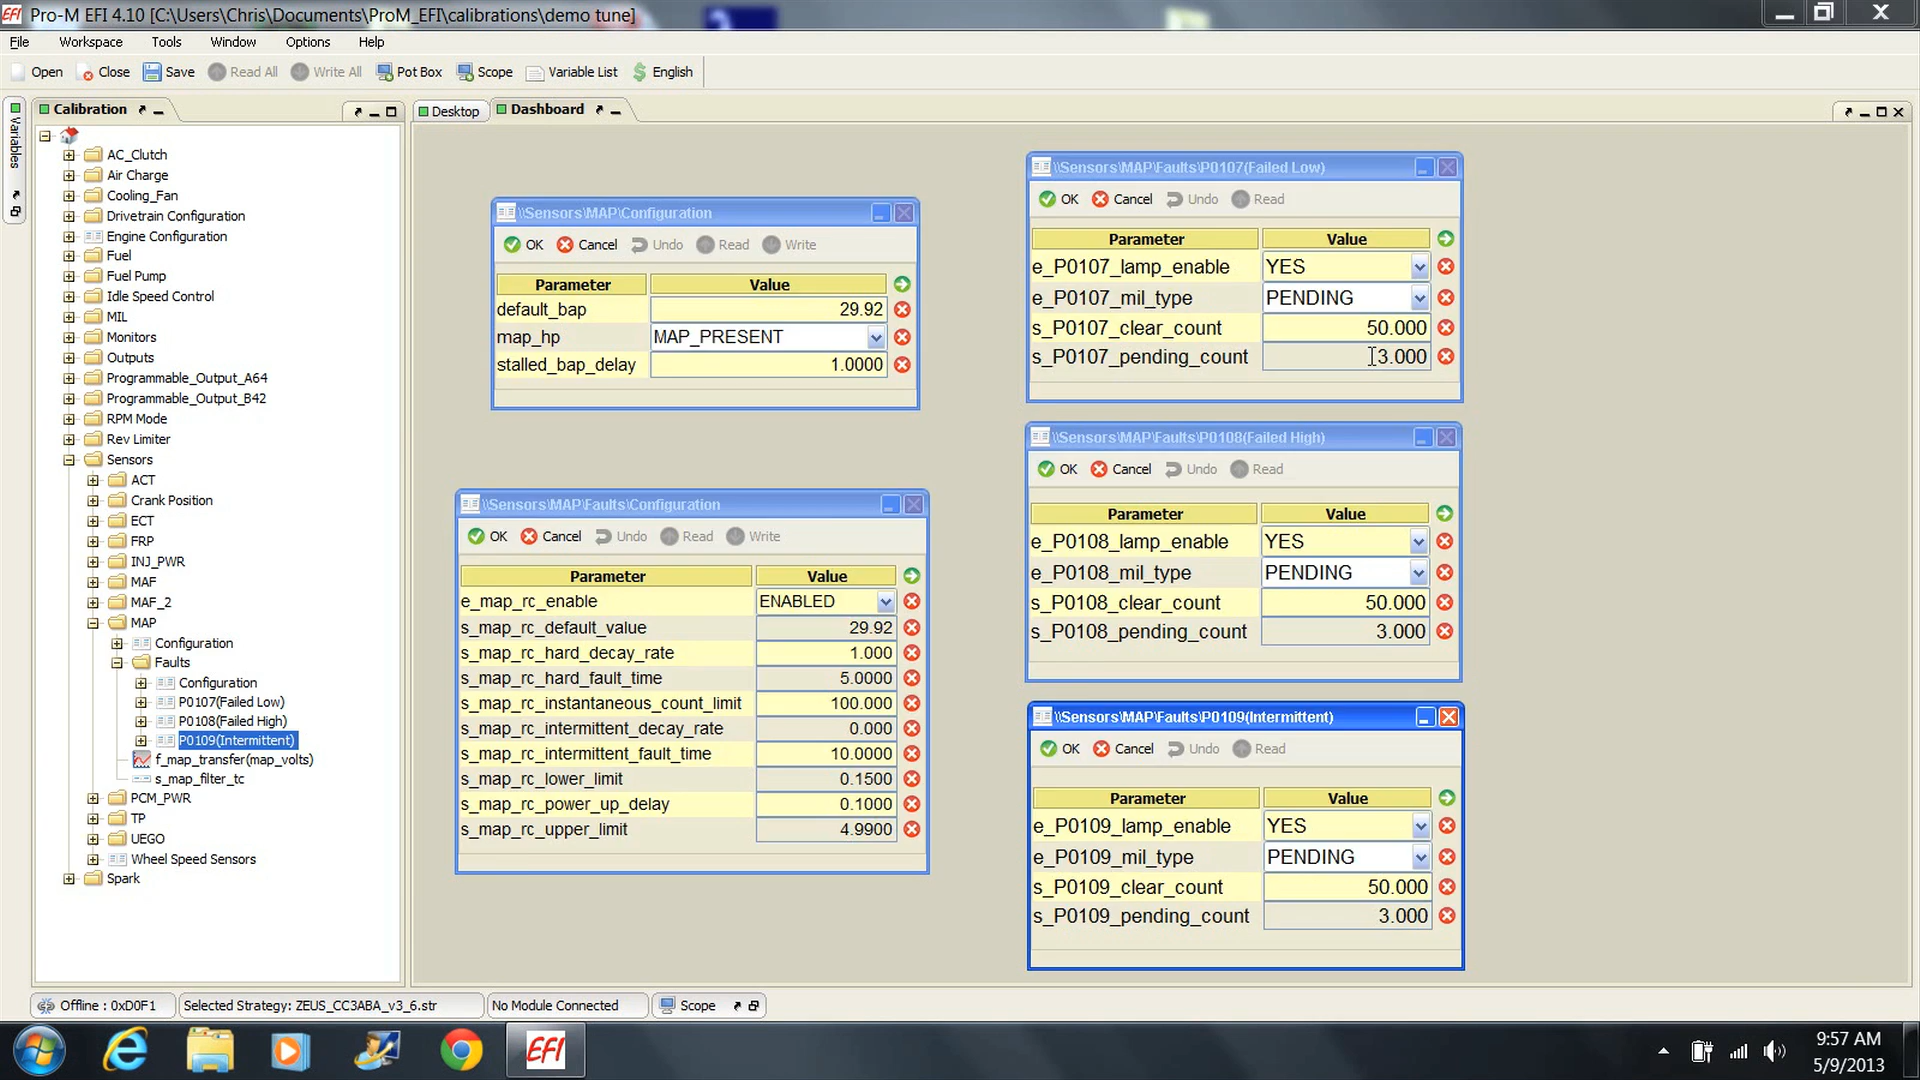 EFI Pro-M EFI 4.10 [C:\Users\Chris\Documents\ProM_EFI\calibrations\demo tune]
File Workspace Tools Window Options Help
Open Close Save Read All Write All Pot Box Scope Variable List English
Variables
Calibration
AC_Clutch
Air Charge
Cooling_Fan
Drivetrain Configuration
Engine Configuration
Fuel
Fuel Pump
Idle Speed Control
MIL
Monitors
Outputs
Programmable_Output_A64
Programmable_Output_B42
RPM Mode
Rev Limiter
Sensors
ACT
Crank Position
ECT
FRP
INJ_PWR
MAF
MAF_2
MAP
Configuration
Faults
Configuration
P0107(Failed Low)
P0108(Failed High)
P0109(Intermittent)
f_map_transfer(map_volts)
s_map_filter_tc
PCM_PWR
TP
UEGO
Wheel Speed Sensors
Spark
Desktop Dashboard
\\Sensors\MAP\Configuration
OK Cancel Undo Read Write
Parameter Value
default_bap 29.92
map_hp MAP_PRESENT
stalled_bap_delay 1.0000
\\Sensors\MAP\Faults\Configuration
OK Cancel Undo Read Write
Parameter Value
e_map_rc_enable ENABLED
s_map_rc_default_value 29.92
s_map_rc_hard_decay_rate 1.000
s_map_rc_hard_fault_time 5.0000
s_map_rc_instantaneous_count_limit 100.000
s_map_rc_intermittent_decay_rate 0.000
s_map_rc_intermittent_fault_time 10.0000
s_map_rc_lower_limit 0.1500
s_map_rc_power_up_delay 0.1000
s_map_rc_upper_limit 4.9900
\\Sensors\MAP\Faults\P0107(Failed Low)
OK Cancel Undo Read
Parameter Value
e_P0107_lamp_enable YES
e_P0107_mil_type PENDING
s_P0107_clear_count 50.000
s_P0107_pending_count 3.000
\\Sensors\MAP\Faults\P0108(Failed High)
OK Cancel Undo Read
Parameter Value
e_P0108_lamp_enable YES
e_P0108_mil_type PENDING
s_P0108_clear_count 50.000
s_P0108_pending_count 3.000
\\Sensors\MAP\Faults\P0109(Intermittent)
OK Cancel Undo Read
Parameter Value
e_P0109_lamp_enable YES
e_P0109_mil_type PENDING
s_P0109_clear_count 50.000
s_P0109_pending_count 3.000
Offline : 0xD0F1 Selected Strategy: ZEUS_CC3ABA_v3_6.str No Module Connected Scope
EFI
9:57 AM
5/9/2013